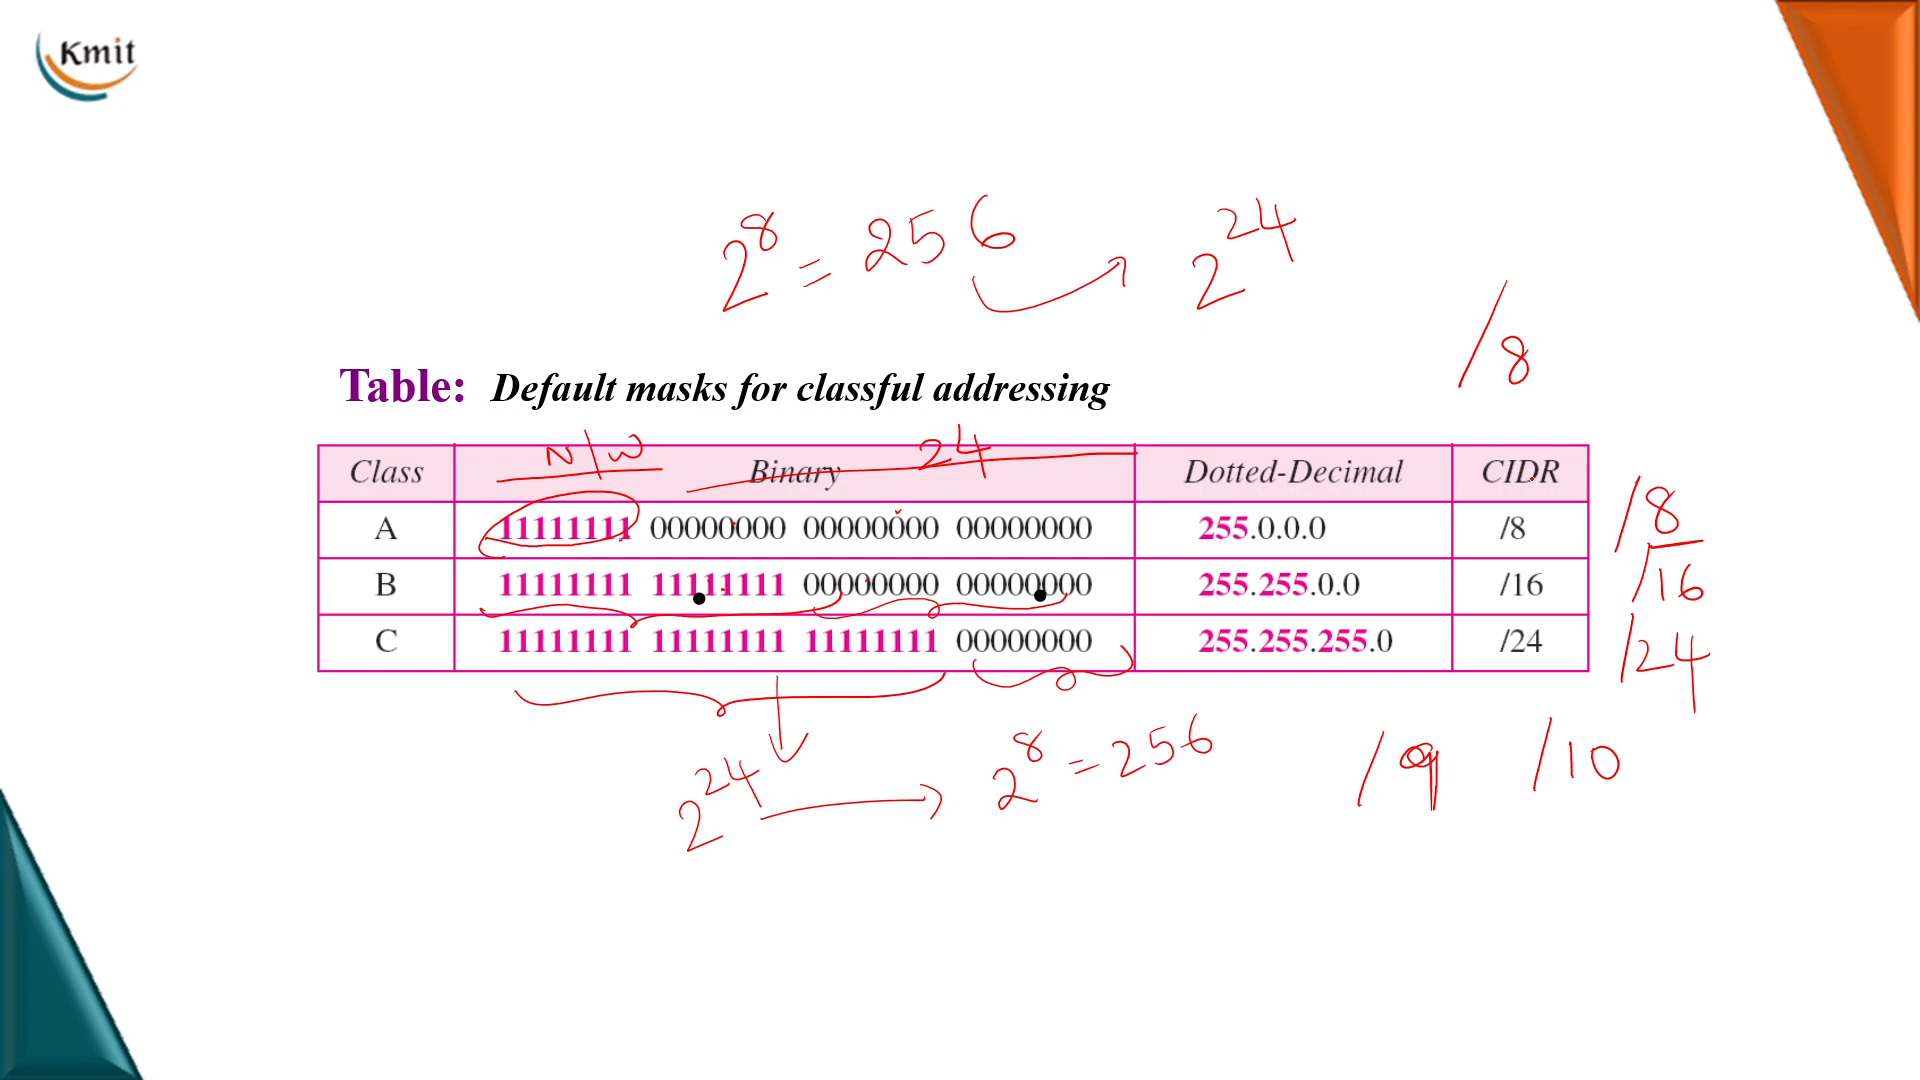 Kmit
2^8 = 256 → 2^24
/8
Table: Default masks for classful addressing
N/W 24
Class Binary Dotted-Decimal CIDR
A 11111111 00000000 00000000 00000000 255.0.0.0 /8 /8
B 11111111 11111111 00000000 00000000 255.255.0.0 /16 /16
C 11111111 11111111 11111111 00000000 255.255.255.0 /24 /24
2^24 → 2^8 = 256 /9 /10